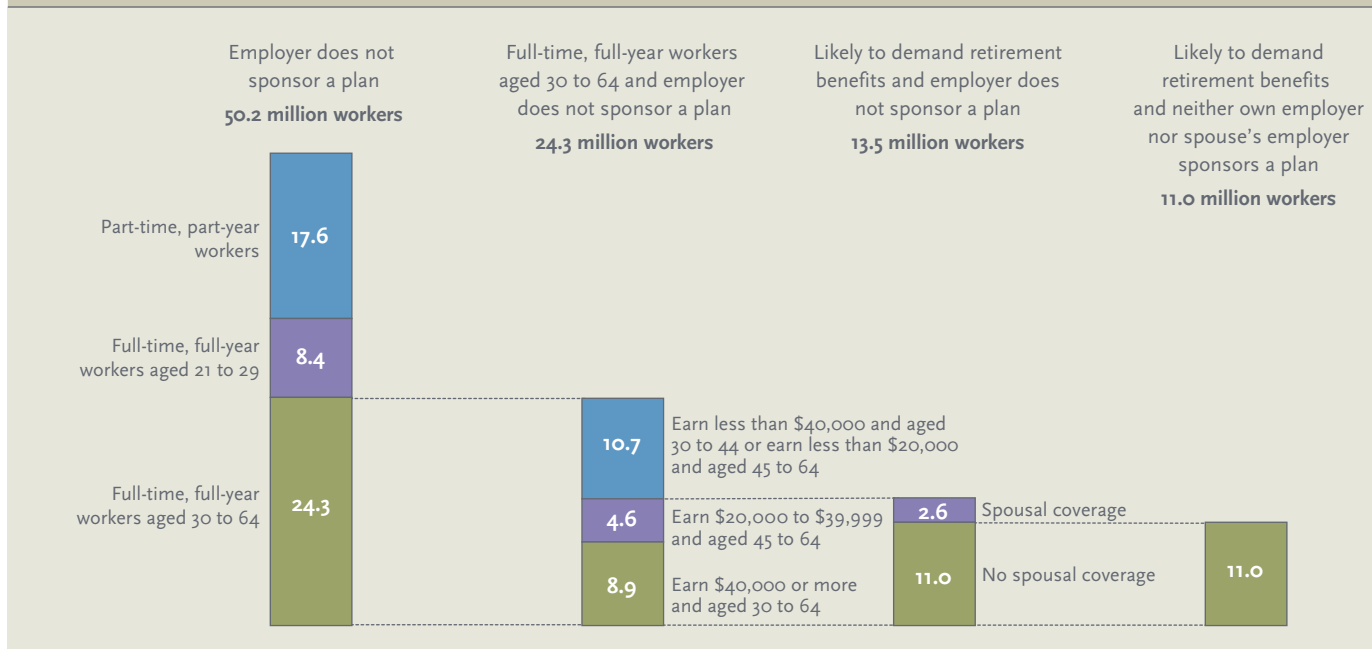 Employer does not
sponsor a plan
50.2 million workers
Full-time, full-year workers
aged 30 to 64 and employer
does not sponsor a plan
24.3 million workers
Likely to demand retirement
benefits and employer does
not sponsor a plan
13.5 million workers
Likely to demand
retirement benefits
and neither own employer
nor spouse’s employer
sponsors a plan
11.0 million workers
Part-time, part-year
workers
17.6
Full-time, full-year
workers aged 21 to 29
8.4
Full-time, full-year
workers aged 30 to 64
24.3
10.7
Earn less than $40,000 and aged
30 to 44 or earn less than $20,000
and aged 45 to 64
4.6
Earn $20,000 to $39,999
and aged 45 to 64
8.9
Earn $40,000 or more
and aged 30 to 64
2.6
Spousal coverage
11.0
No spousal coverage
11.0